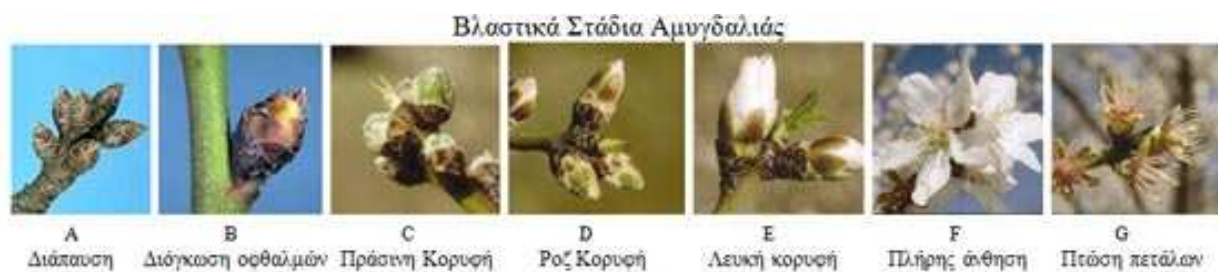 Βλαστικά Στάδια Αμυγδαλιάς
A B C D E F G
Διάπαυση Διόγκωση οφθαλμών Πράσινη Κορυφή Ροζ Κορυφή Λευκή κορυφή Πλήρης άνθηση Πτώση πετάλων